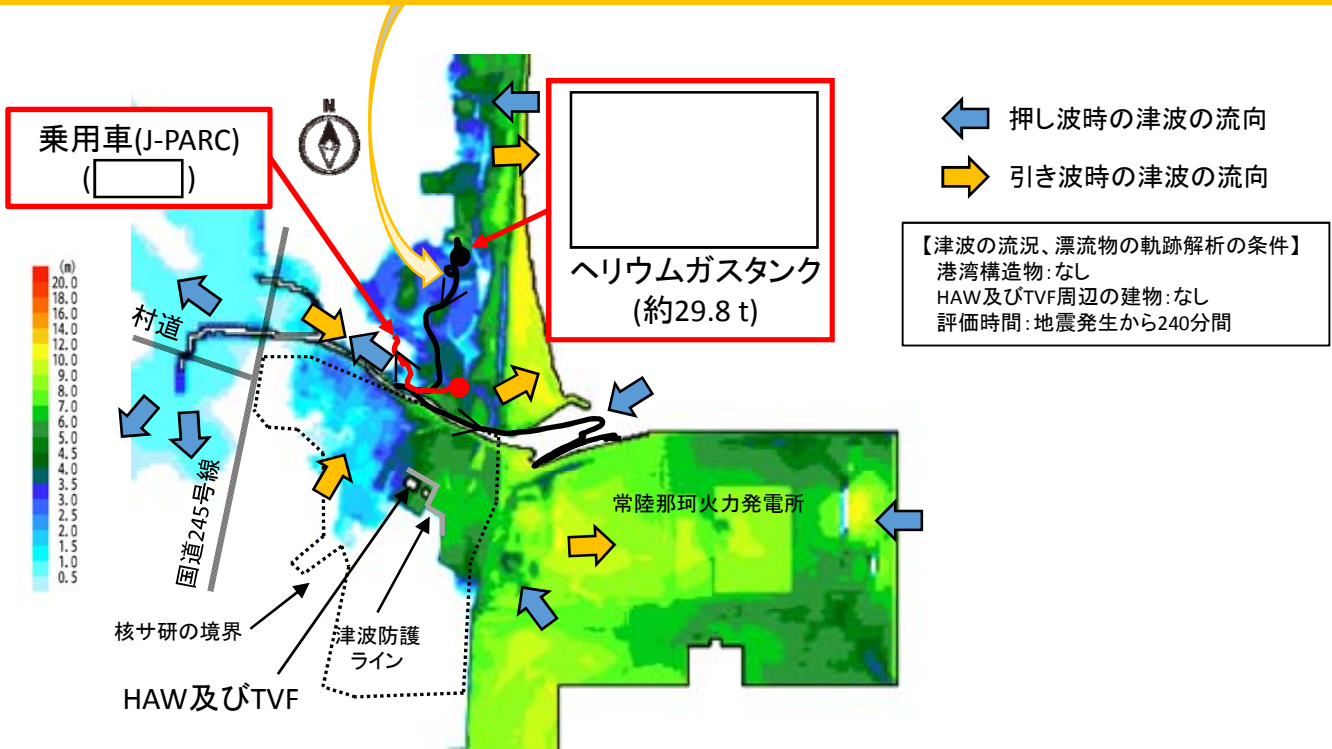 N
乗用車(J-PARC)
( )
ヘリウムガスタンク
(約29.8 t)
押し波時の津波の流向
引き波時の津波の流向
【津波の流況、漂流物の軌跡解析の条件】
港湾構造物:なし
HAW及びTVF周辺の建物:なし
評価時間:地震発生から240分間
(m)
20.0
18.0
16.0
14.0
12.0
10.0
9.0
8.0
7.0
6.0
5.0
4.5
4.0
3.5
3.0
2.5
2.0
1.5
1.0
0.5
村道
国道245号線
常陸那珂火力発電所
核サ研の境界
津波防護
ライン
HAW及びTVF